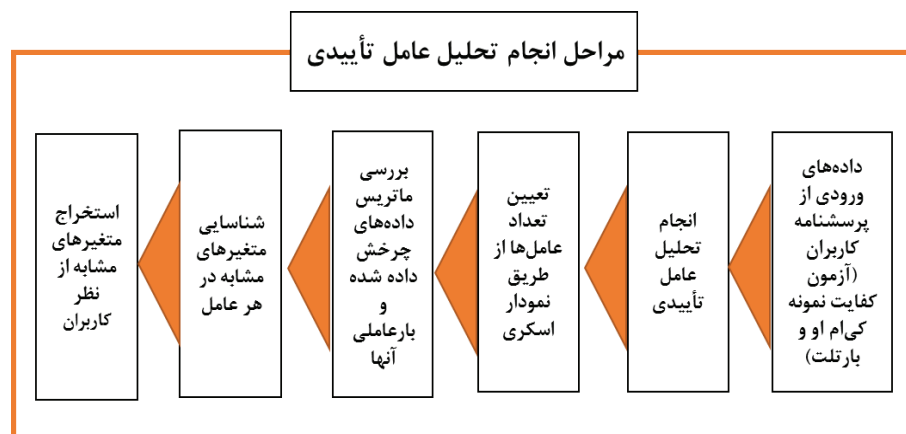 مراحل انجام تحلیل عامل تأییدی
داده‌های
ورودی از
پرسشنامه
کاربران
(آزمون
کفایت نمونه
کی‌ام او و
بارتلت)
انجام
تحلیل
عامل
تأییدی
تعیین
تعداد
عامل‌ها از
طریق
نمودار
اسکری
بررسی
ماتریس
داده‌های
چرخش
داده شده
و
بارعاملی
آنها
شناسایی
متغیرهای
مشابه در
هر عامل
استخراج
متغیرهای
مشابه از
نظر
کاربران